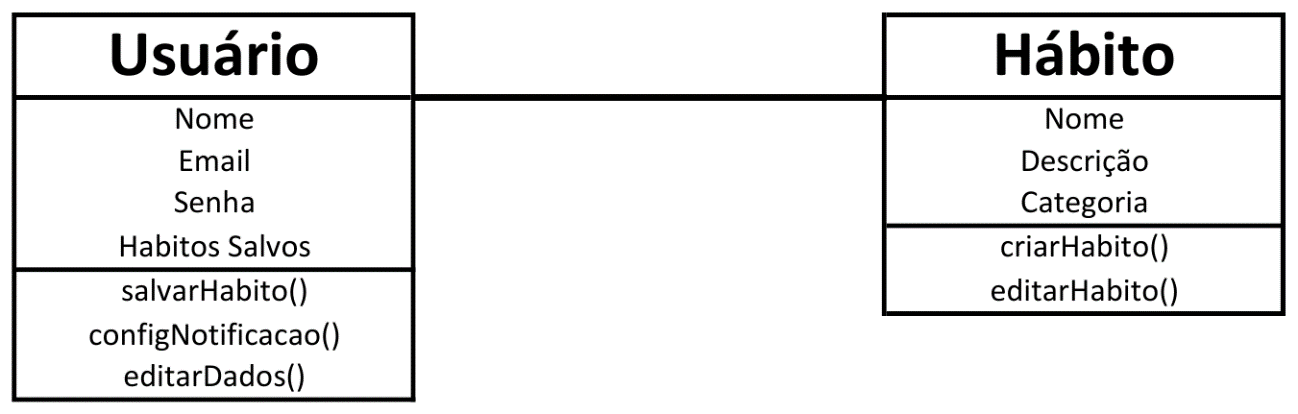 Usuário
Nome
Email
Senha
Habitos Salvos
salvarHabito()
configNotificacao()
editarDados()
Hábito
Nome
Descrição
Categoria
criarHabito()
editarHabito()